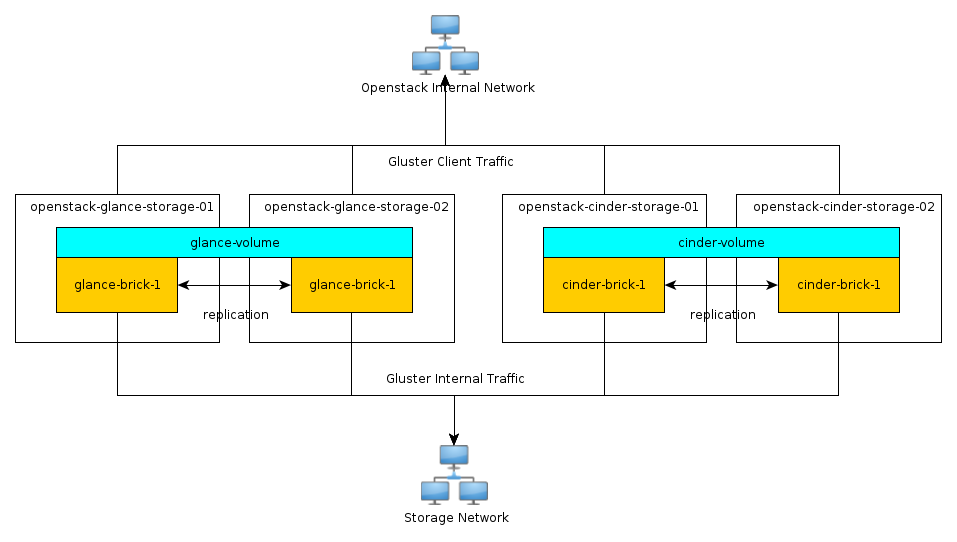 Openstack Internal Network
Gluster Client Traffic
openstack-glance-storage-01
openstack-glance-storage-02
openstack-cinder-storage-01
openstack-cinder-storage-02
glance-volume
cinder-volume
glance-brick-1
glance-brick-1
cinder-brick-1
cinder-brick-1
replication
replication
Gluster Internal Traffic
Storage Network